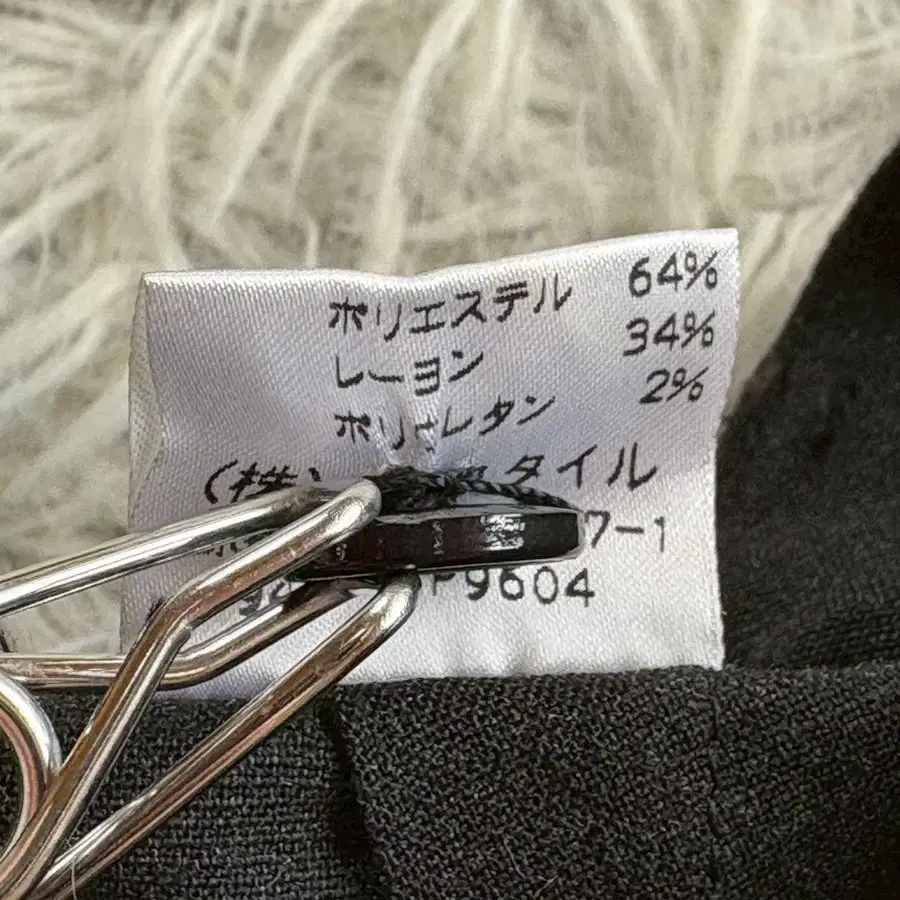 ポリエステル 64%
レーヨン 34%
ポリウレタン 2%
(株) タイル
7-1
P9604